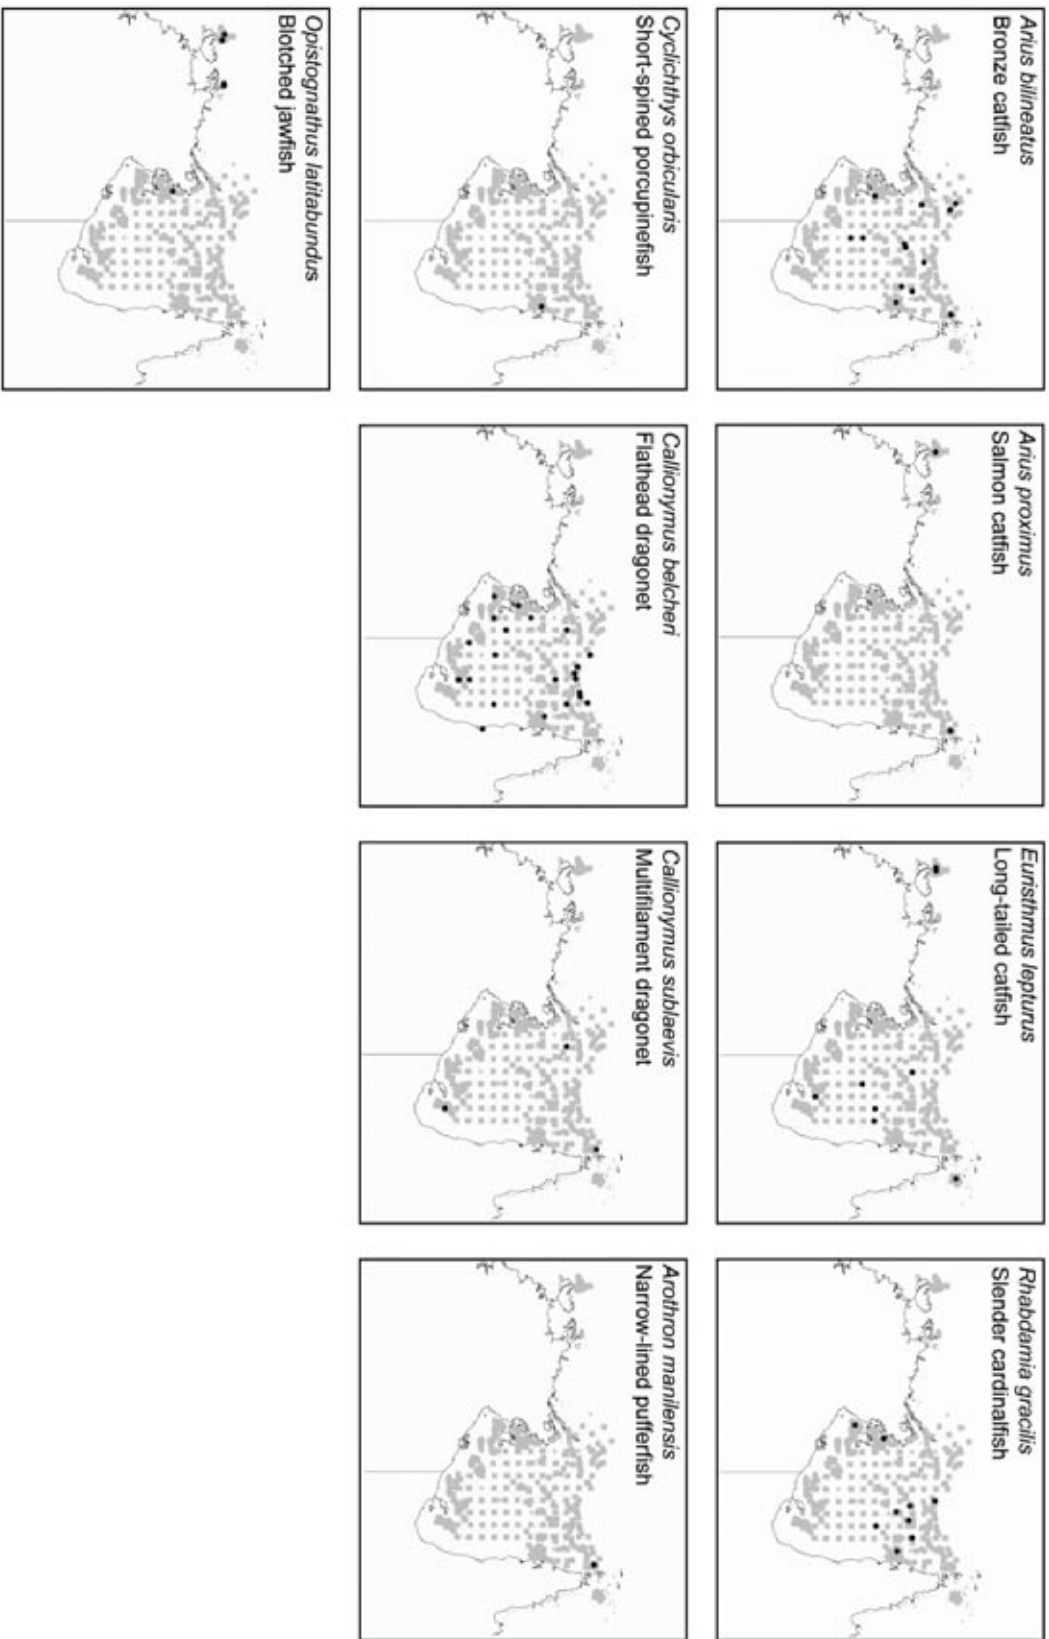 Arius bilineatus
Bronze catfish
Arius proximus
Salmon catfish
Euristhmus lepturus
Long-tailed catfish
Rhabdamia gracilis
Slender cardinalfish
Cyclichthys orbicularis
Short-spined porcupinefish
Callionymus belcheri
Flathead dragonet
Callionymus sublaevis
Multifilament dragonet
Arothron manilensis
Narrow-lined pufferfish
Opistognathus latitabundus
Blotched jawfish